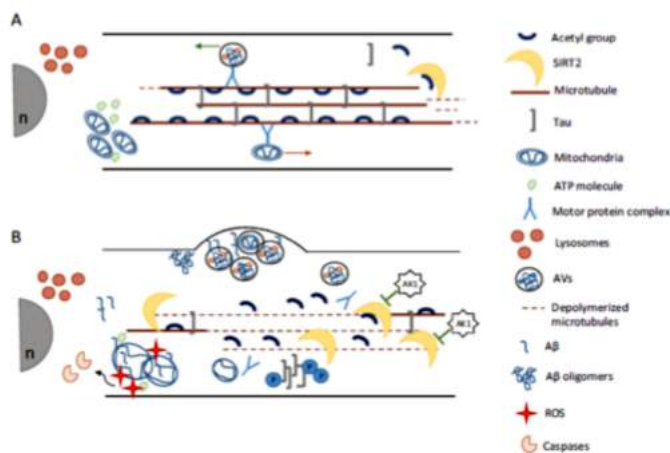 A
n
B
n
AK1
AK1
P
P
P
P
Acetyl group
SIRT2
Microtubule
Tau
Mitochondria
ATP molecule
Motor protein complex
Lysosomes
AVs
Depolymerized
microtubules
Aβ
Aβ oligomers
ROS
Caspases